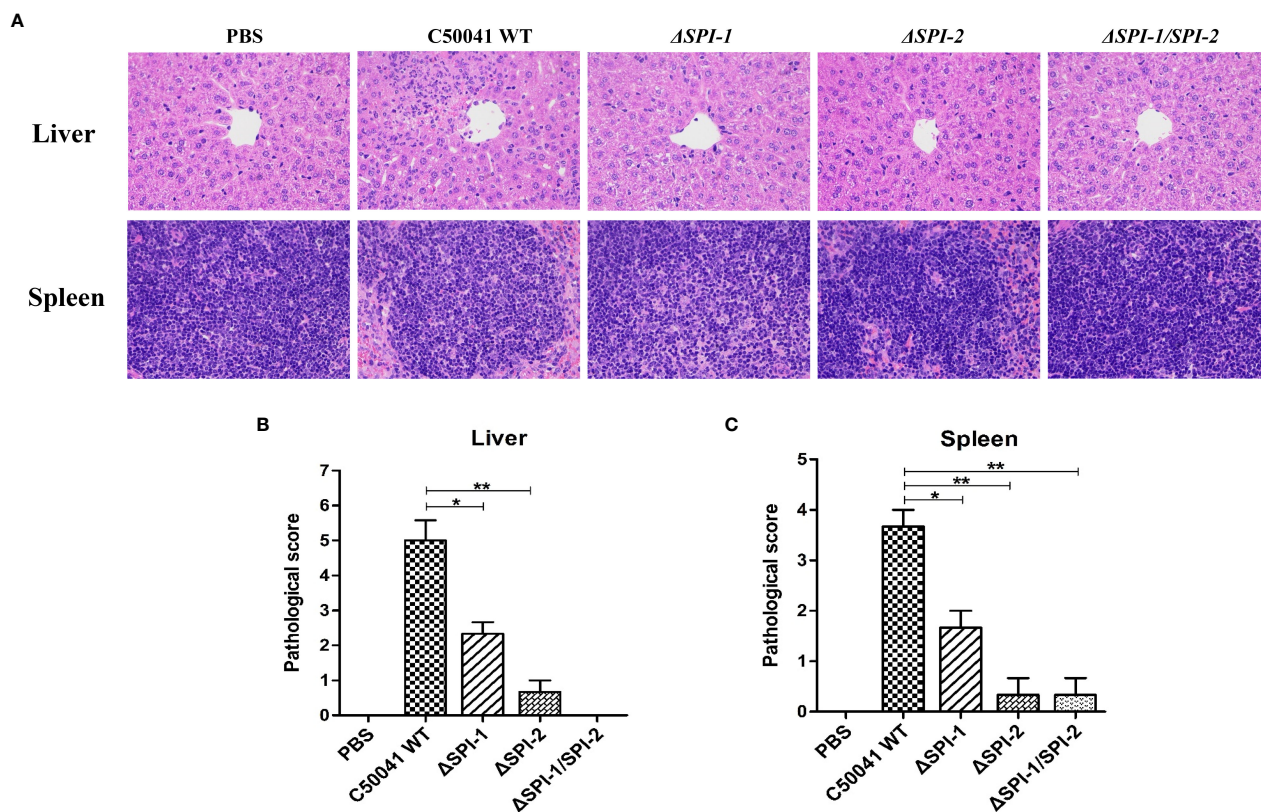 A
PBS
C50041 WT
ΔSPI-1
ΔSPI-2
ΔSPI-1/SPI-2
Liver
Spleen
B
Liver
Pathological score
7
6
5
4
3
2
1
0
**
*
PBS
C50041 WT
ΔSPI-1
ΔSPI-2
ΔSPI-1/SPI-2
C
Spleen
Pathological score
5
4
3
2
1
0
**
**
*
PBS
C50041 WT
ΔSPI-1
ΔSPI-2
ΔSPI-1/SPI-2